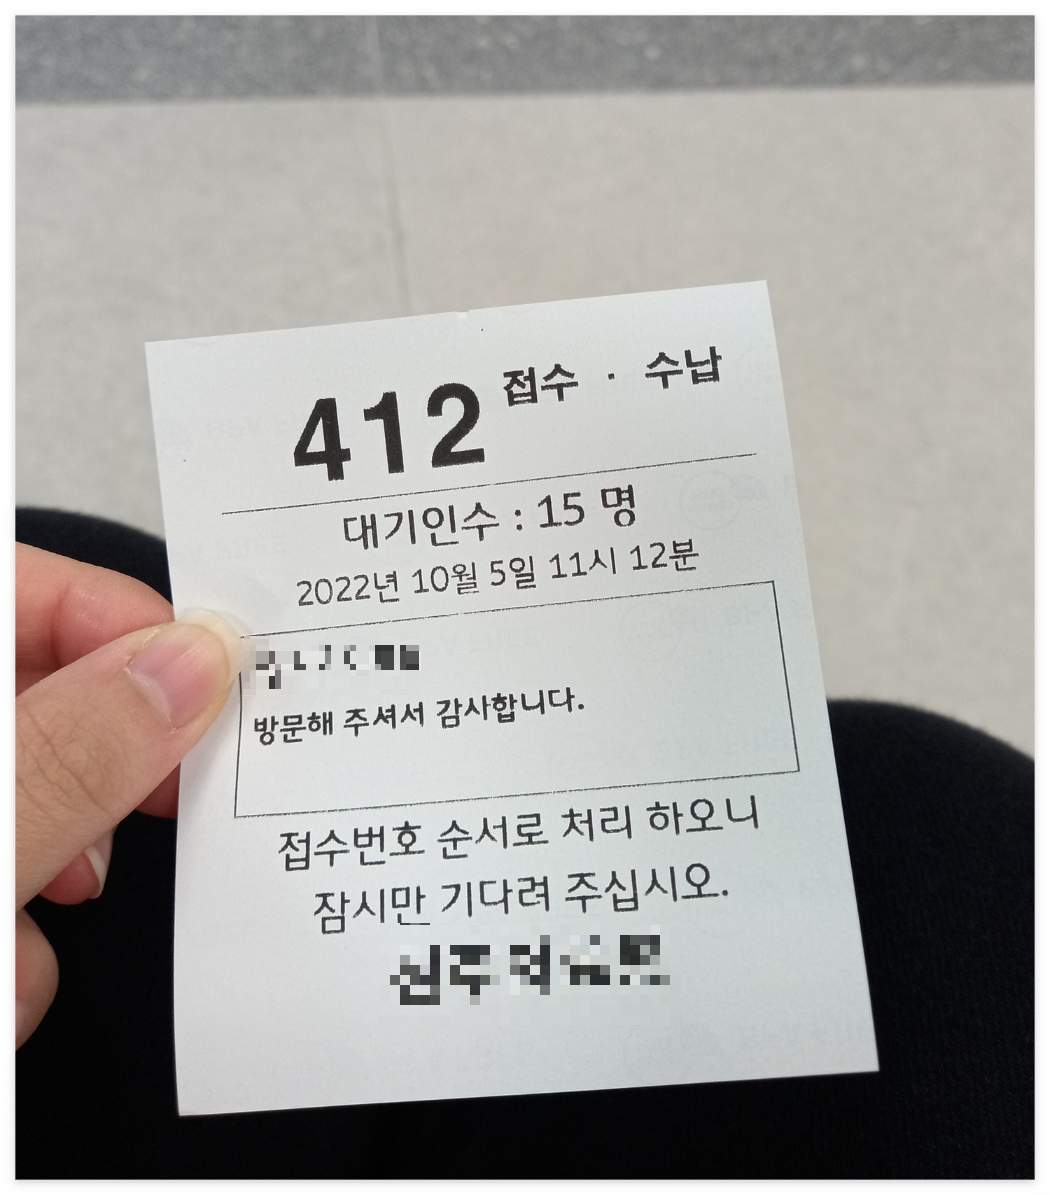 412 접수 · 수납
대기인수 : 15 명
2022년 10월 5일 11시 12분
방문해 주셔서 감사합니다.
접수번호 순서로 처리 하오니
잠시만 기다려 주십시오.